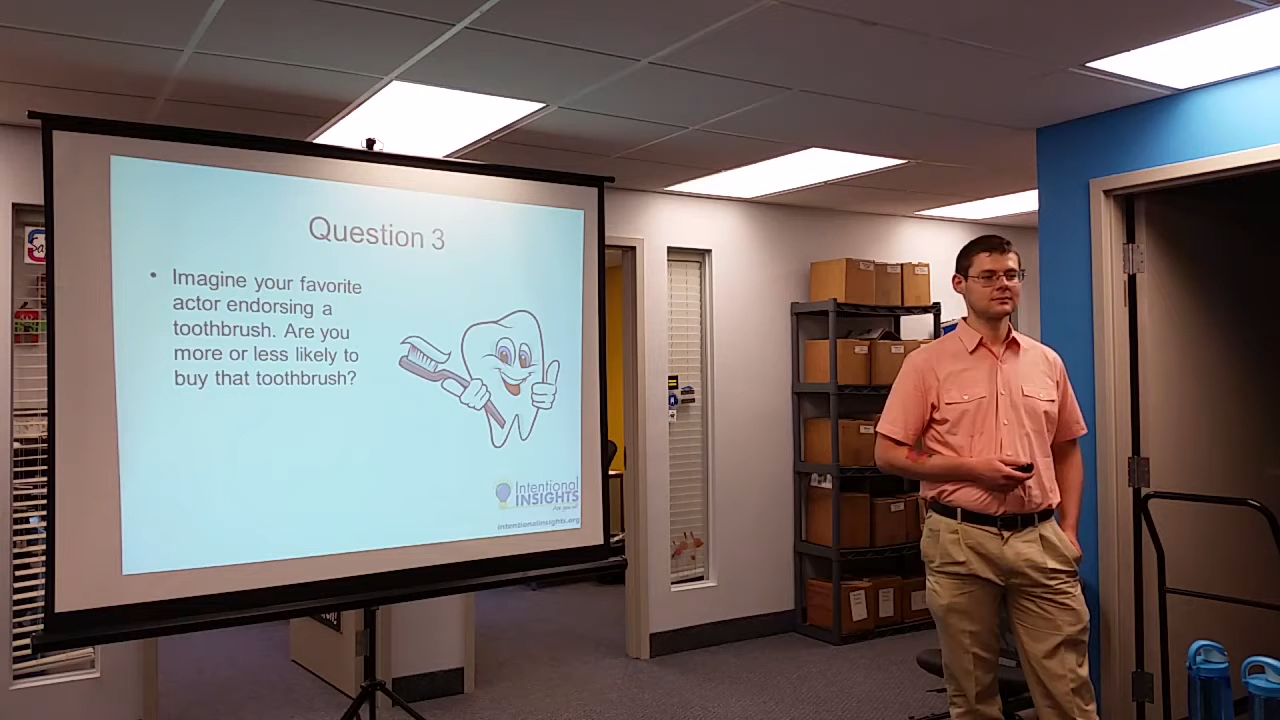 Question 3
• Imagine your favorite
actor endorsing a
toothbrush. Are you
more or less likely to
buy that toothbrush?
Intentional
INSIGHTS
intentionalinsights.org